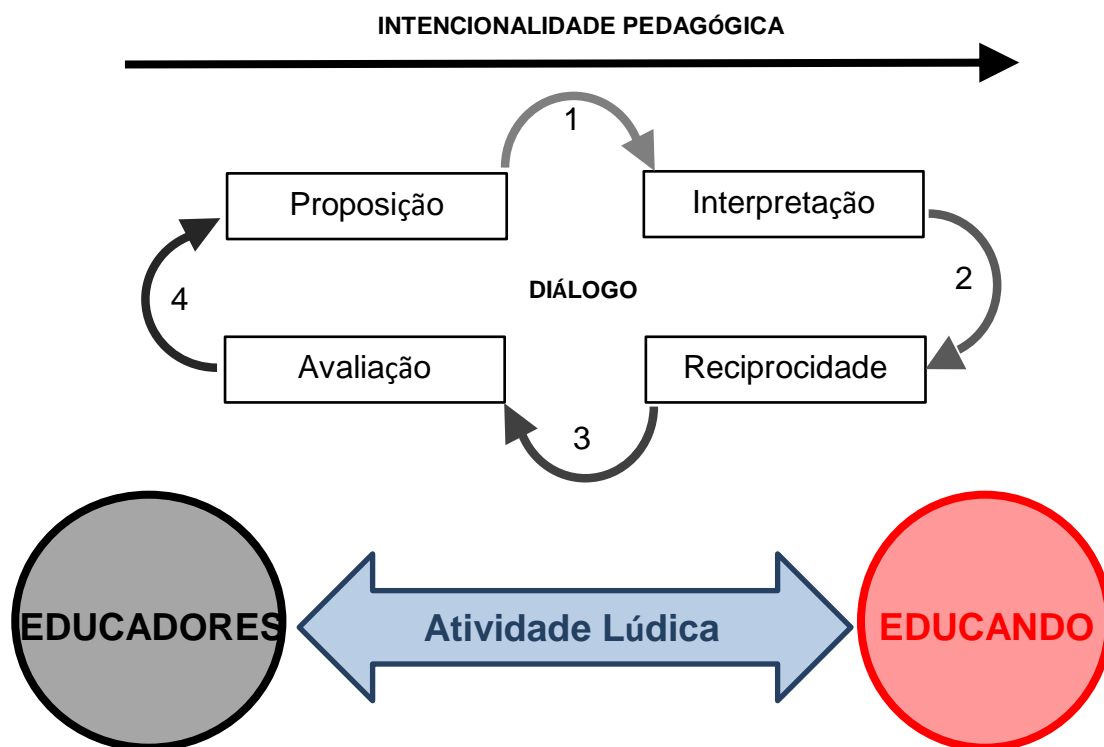 INTENCIONALIDADE PEDAGÓGICA
1
Proposição
Interpretação
2
DIÁLOGO
4
Avaliação
Reciprocidade
3
EDUCADORES
Atividade Lúdica
EDUCANDO